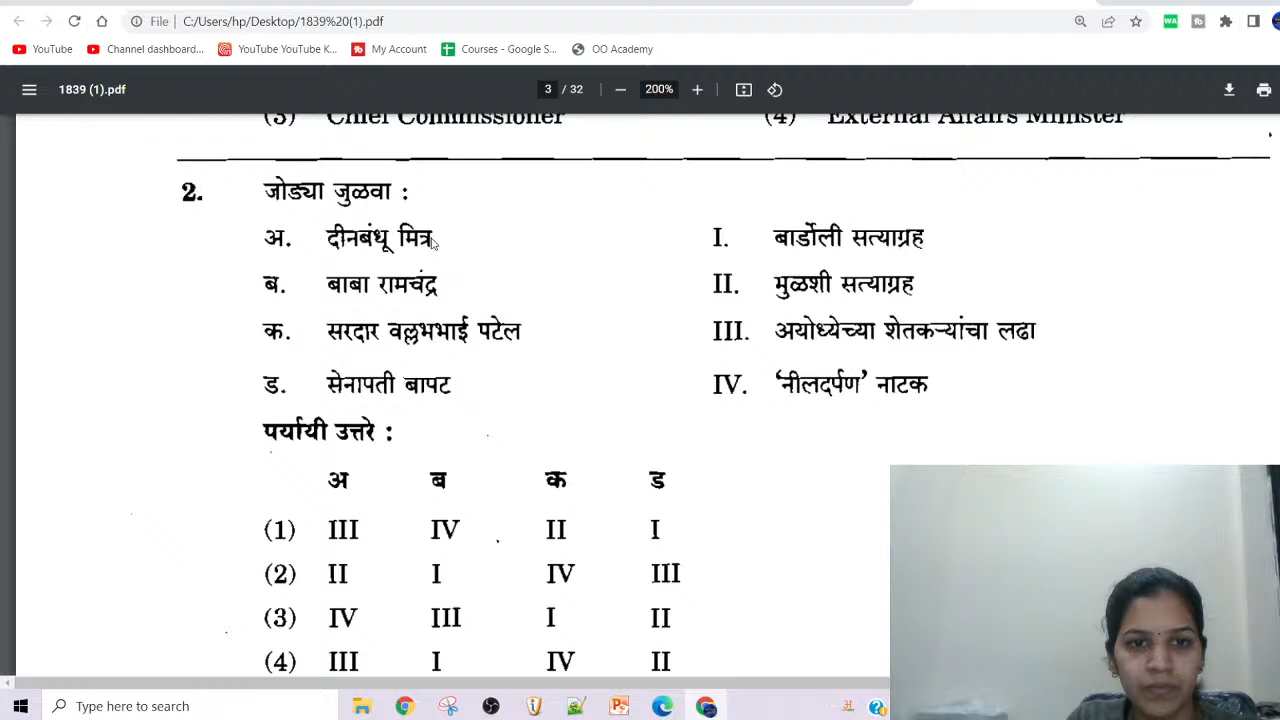 File C:/Users/hp/Desktop/1839%20(1).pdf
YouTube Channel dashboard... YouTube YouTube K... My Account Courses - Google S... OO Academy
1839 (1).pdf 3 / 32 200%
(3) Chief Commissioner (4) External Affairs Minister
2. जोड्या जुळवा :
अ. दीनबंधू मित्र I. बार्डोली सत्याग्रह
ब. बाबा रामचंद्र II. मुळशी सत्याग्रह
क. सरदार वल्लभभाई पटेल III. अयोध्येच्या शेतकऱ्यांचा लढा
ड. सेनापती बापट IV. ‘नीलदर्पण’ नाटक
पर्यायी उत्तरे :
अ ब क ड
(1) III IV II I
(2) II I IV III
(3) IV III I II
(4) III I IV II
Type here to search